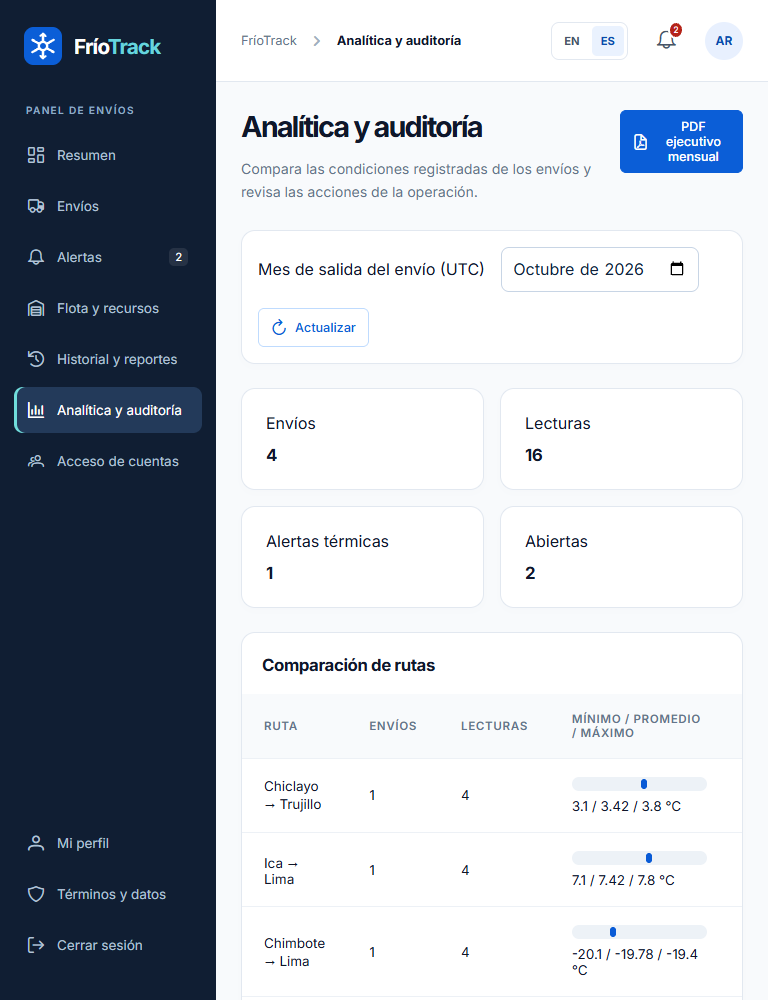 FríoTrack
PANEL DE ENVÍOS
Resumen
Envíos
Alertas 2
Flota y recursos
Historial y reportes
Analítica y auditoría
Acceso de cuentas
Mi perfil
Términos y datos
Cerrar sesión
FríoTrack > Analítica y auditoría
EN ES
2
AR
Analítica y auditoría
Compara las condiciones registradas de los envíos y
revisa las acciones de la operación.
PDF
ejecutivo
mensual
Mes de salida del envío (UTC) Octubre de 2026
Actualizar
Envíos
4
Lecturas
16
Alertas térmicas
1
Abiertas
2
Comparación de rutas
RUTA ENVÍOS LECTURAS MÍNIMO / PROMEDIO
/ MÁXIMO
Chiclayo
→ Trujillo
1
4
3.1 / 3.42 / 3.8 °C
Ica →
Lima
1
4
7.1 / 7.42 / 7.8 °C
Chimbote
→ Lima
1
4
-20.1 / -19.78 / -19.4
°C